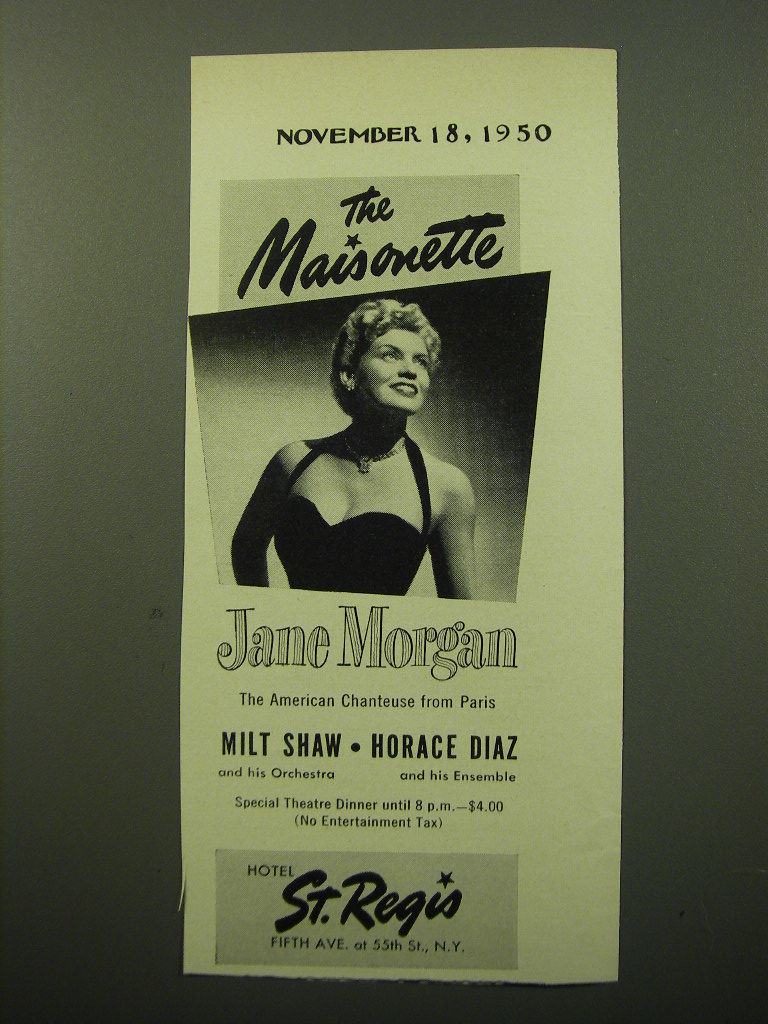 NOVEMBER 18, 1950
The
Maisonette
Jane Morgan
The American Chanteuse from Paris
MILT SHAW • HORACE DIAZ
and his Orchestra and his Ensemble
Special Theatre Dinner until 8 p.m.—$4.00
(No Entertainment Tax)
HOTEL
St. Regis
FIFTH AVE. at 55th St., N.Y.